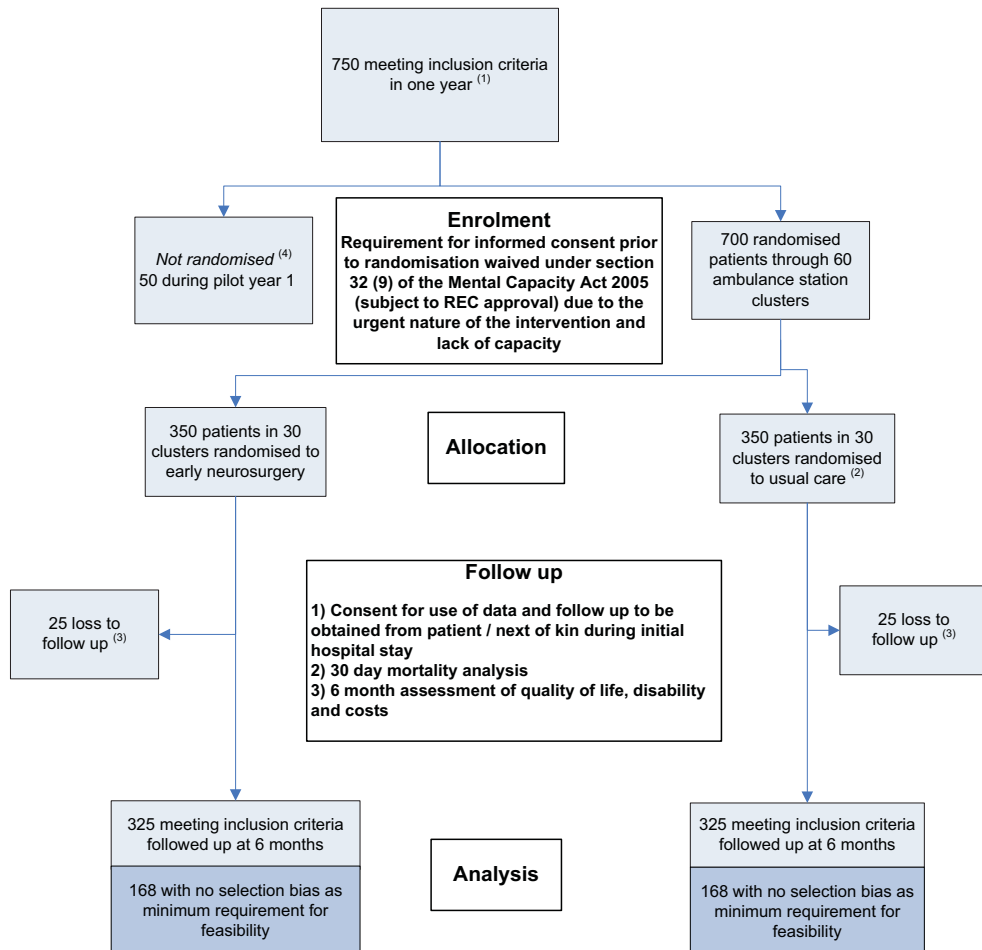 750 meeting inclusion criteria
in one year (1)
Not randomised (4)
50 during pilot year 1
Enrolment
Requirement for informed consent prior
to randomisation waived under section
32 (9) of the Mental Capacity Act 2005
(subject to REC approval) due to the
urgent nature of the intervention and
lack of capacity
700 randomised
patients through 60
ambulance station
clusters
350 patients in 30
clusters randomised to
early neurosurgery
Allocation
350 patients in 30
clusters randomised
to usual care (2)
25 loss to
follow up (3)
Follow up
1) Consent for use of data and follow up to be
obtained from patient / next of kin during initial
hospital stay
2) 30 day mortality analysis
3) 6 month assessment of quality of life, disability
and costs
25 loss to
follow up (3)
325 meeting inclusion criteria
followed up at 6 months
168 with no selection bias as
minimum requirement for
feasibility
Analysis
325 meeting inclusion criteria
followed up at 6 months
168 with no selection bias as
minimum requirement for
feasibility